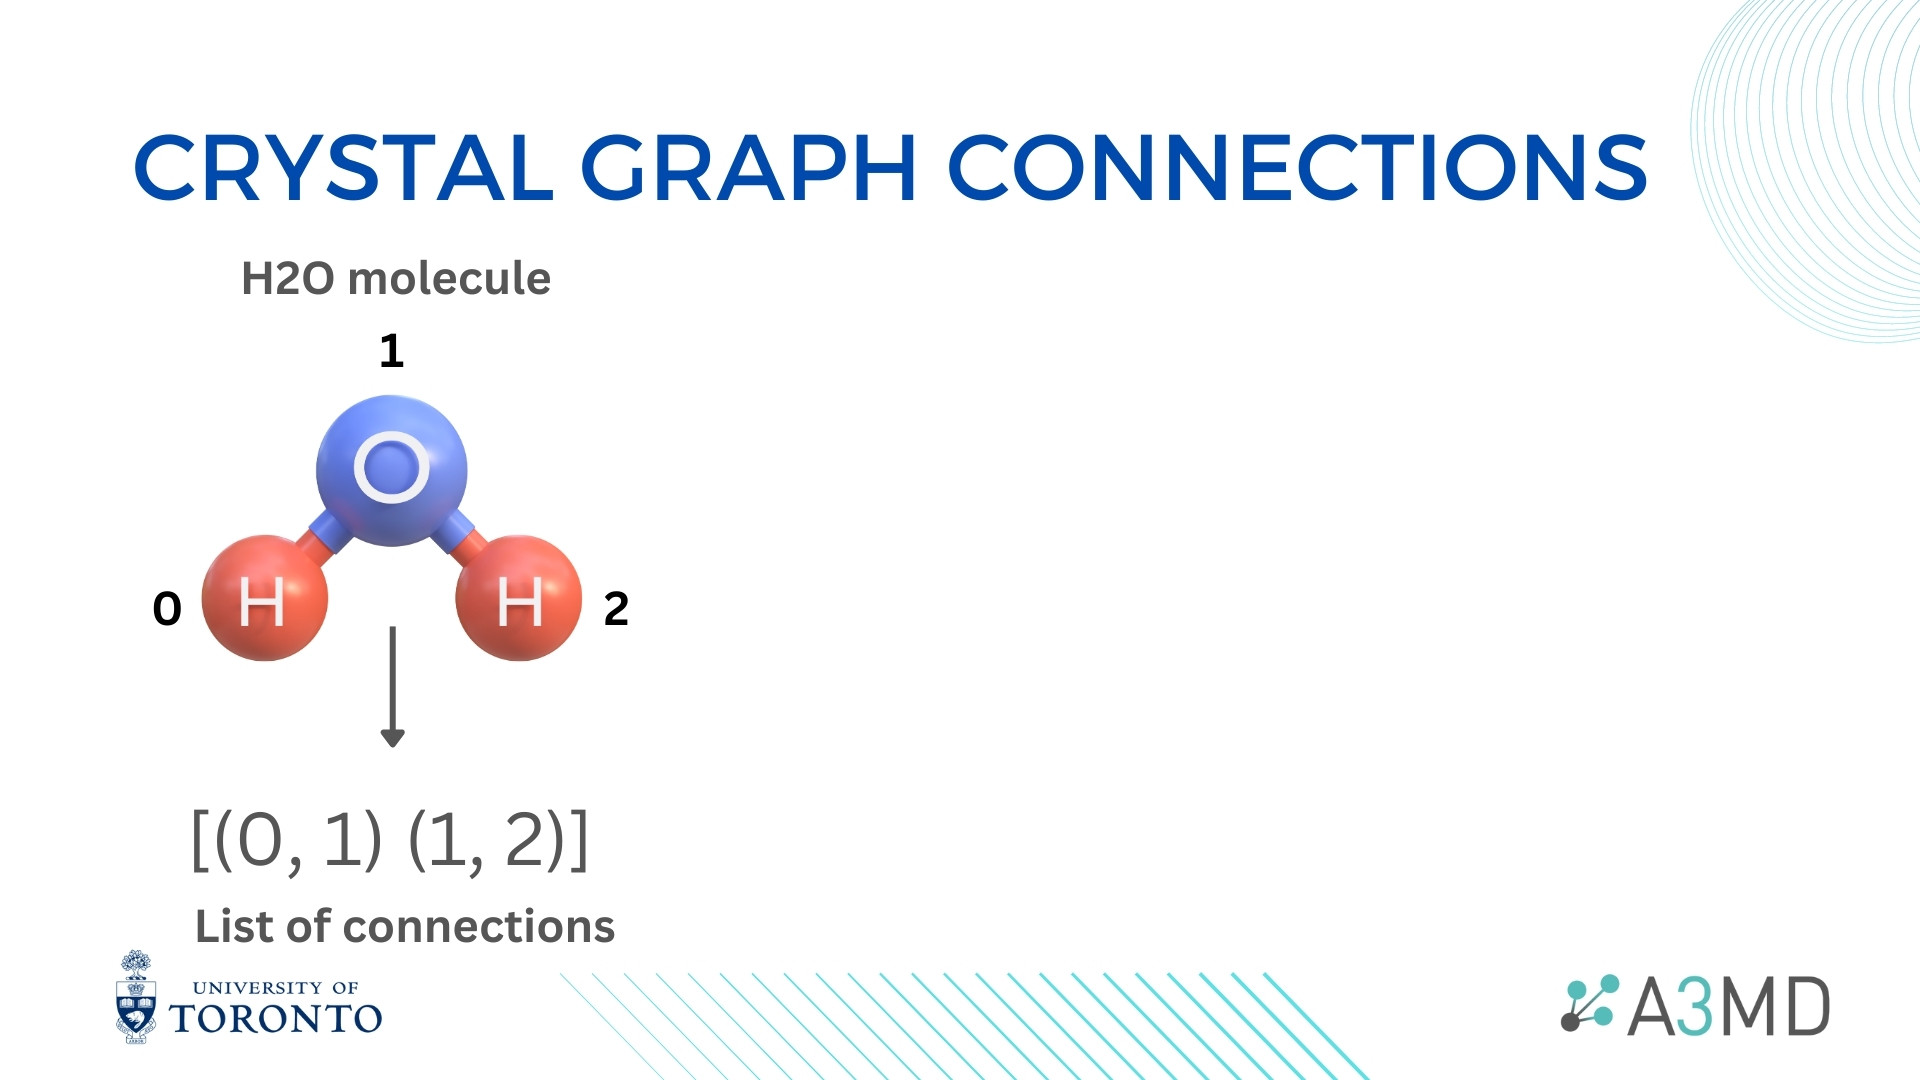 CRYSTAL GRAPH CONNECTIONS
H2O molecule
1
O
0 H H 2
[(0, 1) (1, 2)]
List of connections
UNIVERSITY OF
TORONTO
A3MD